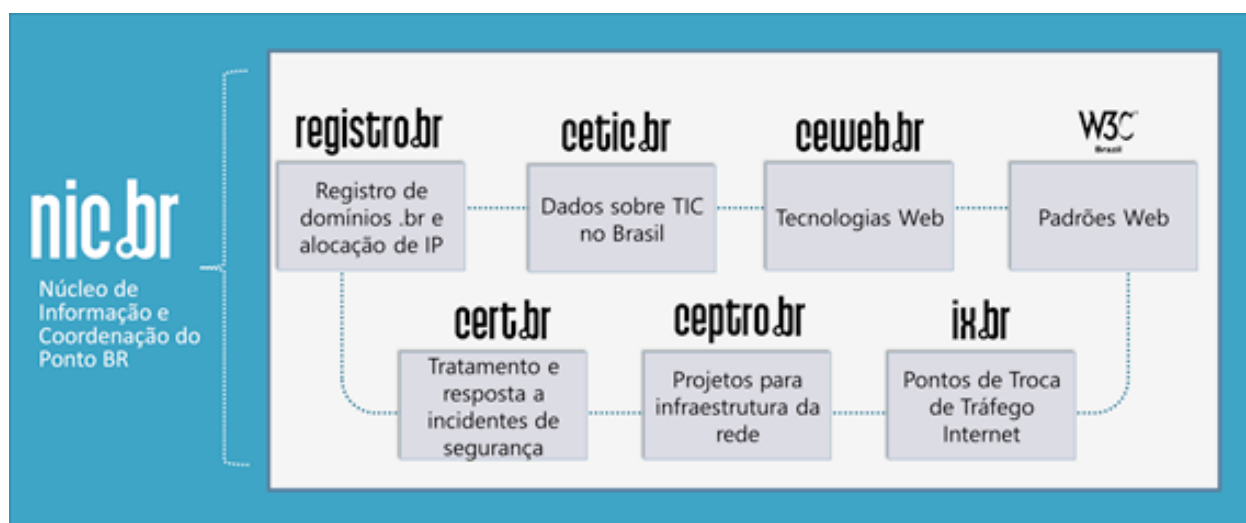 nic.br
Núcleo de
Informação e
Coordenação do
Ponto BR
registro.br
Registro de
domínios .br e
alocação de IP
cetic.br
Dados sobre TIC
no Brasil
ceweb.br
Tecnologias Web
W3C
Brazil
Padrões Web
cert.br
Tratamento e
resposta a
incidentes de
segurança
ceptro.br
Projetos para
infraestrutura da
rede
ix.br
Pontos de Troca
de Tráfego
Internet